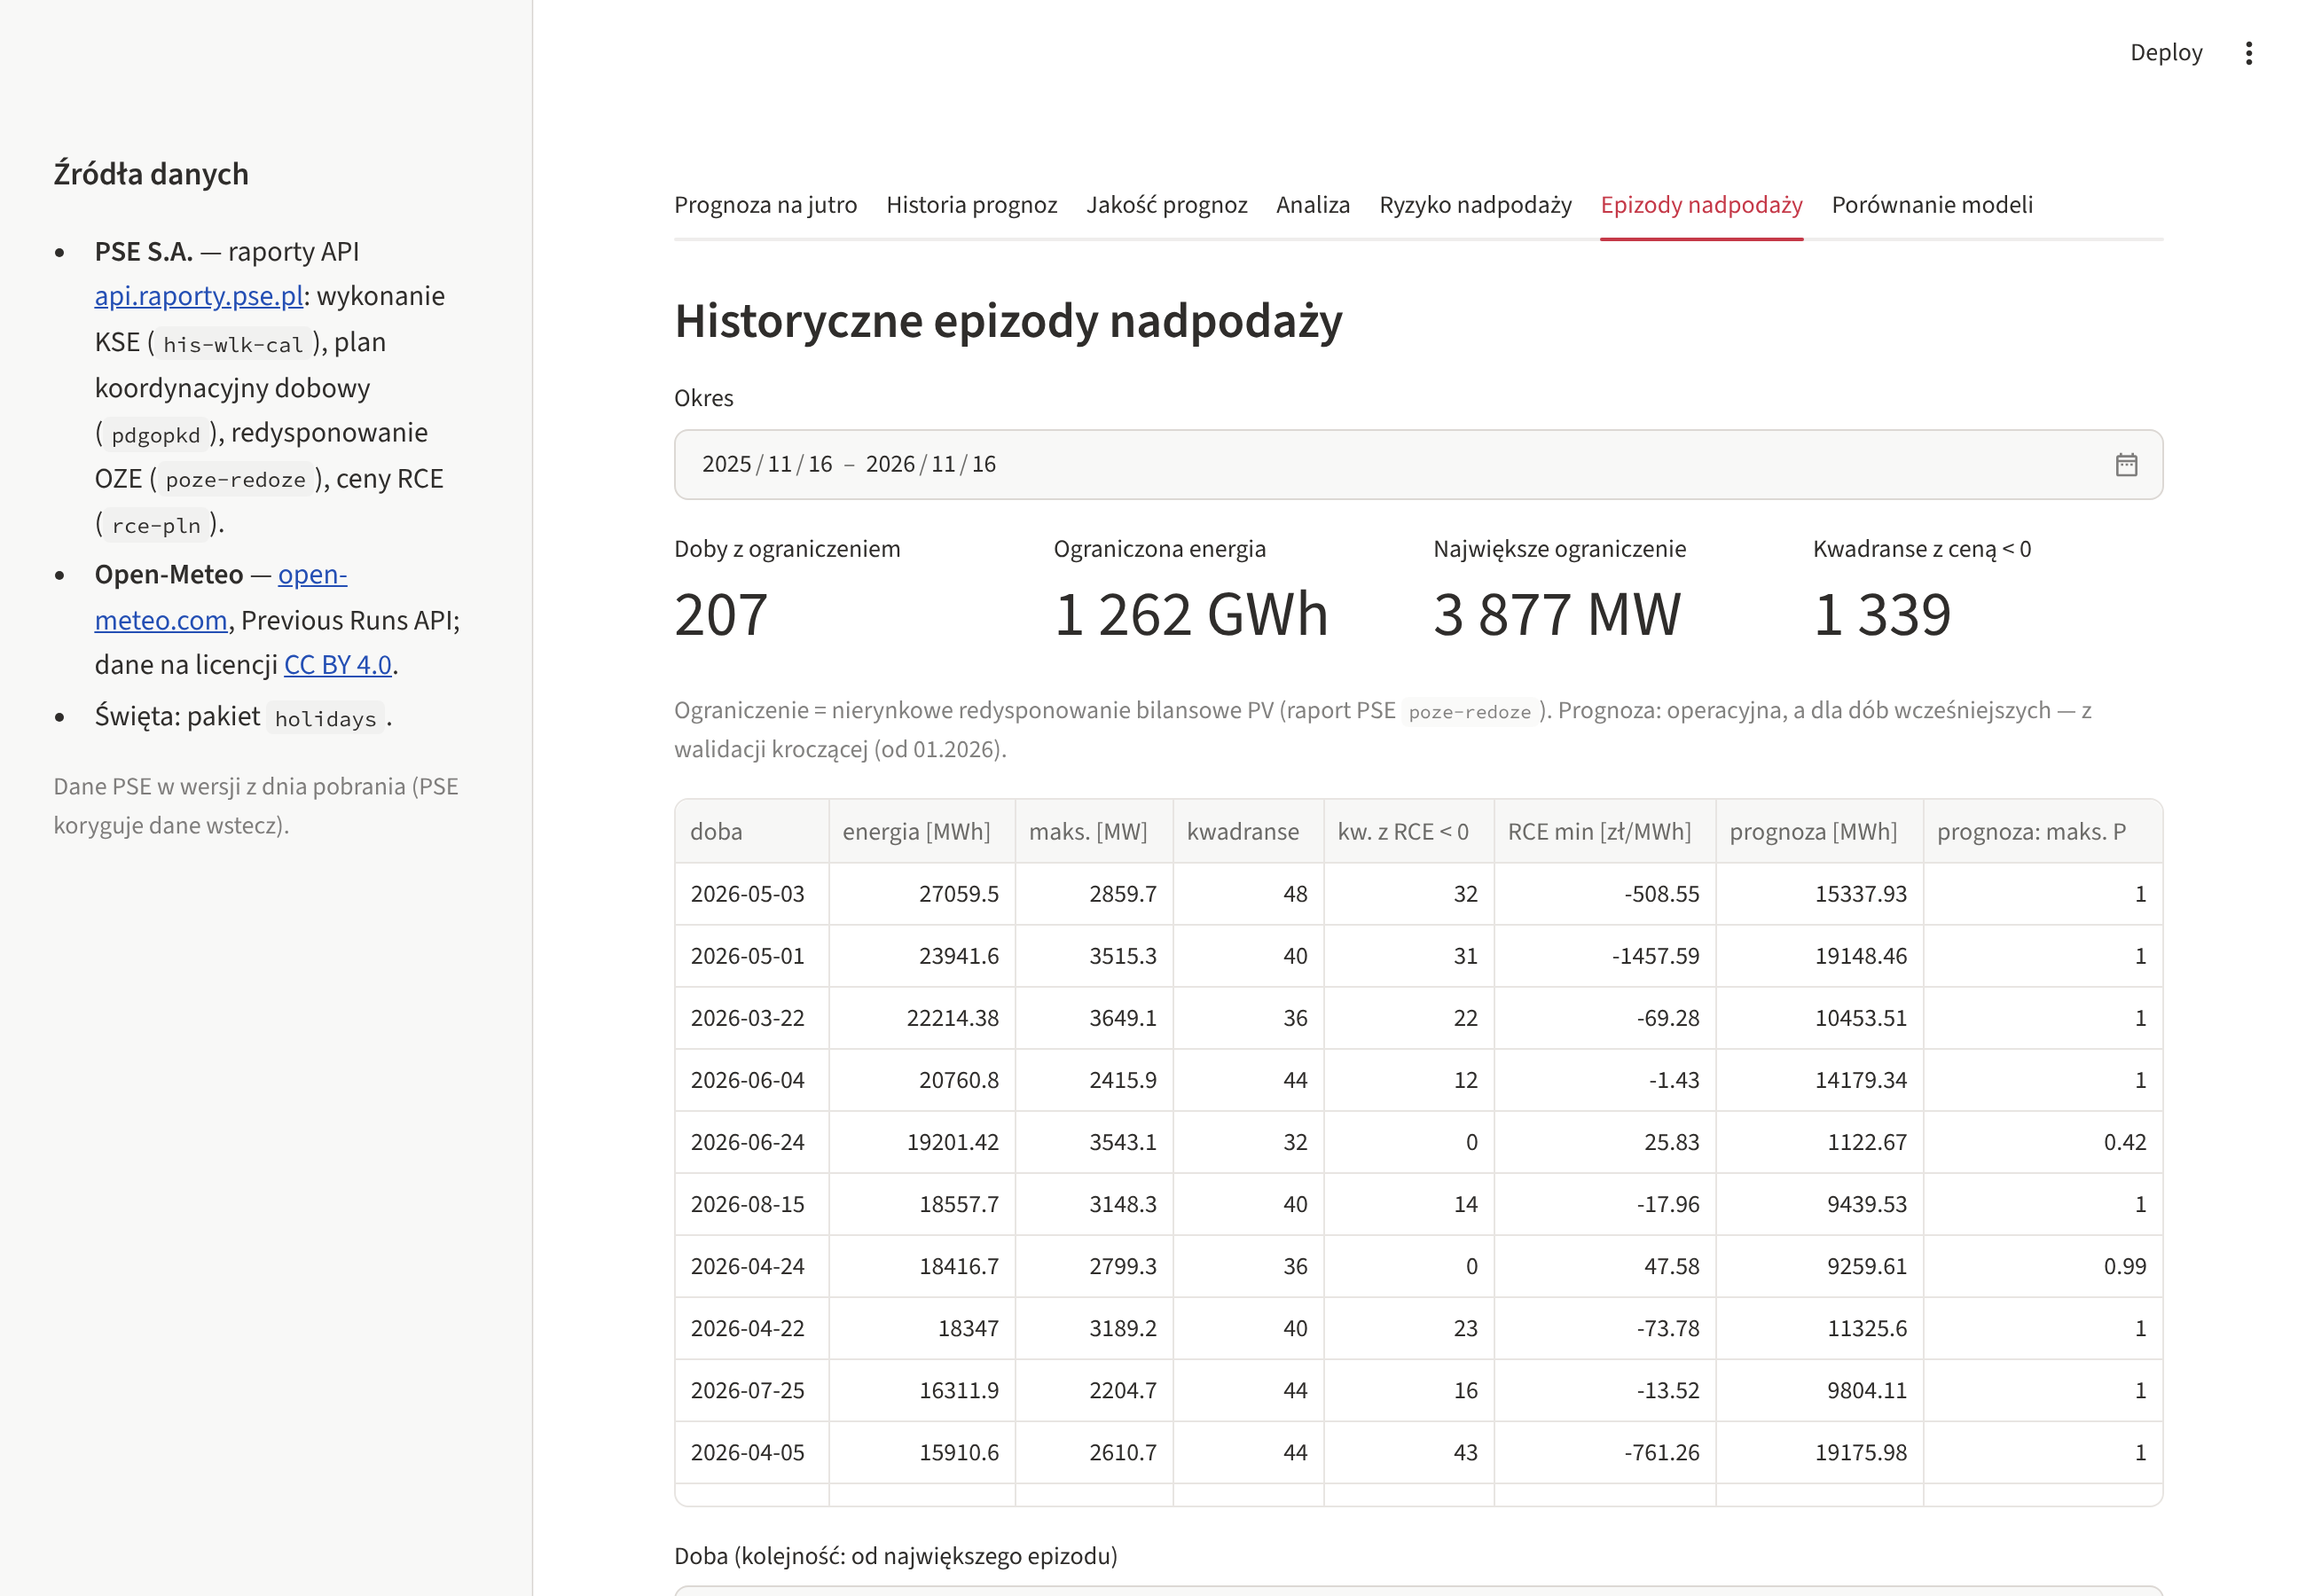 Deploy
Źródła danych
PSE S.A. — raporty API
api.raporty.pse.pl: wykonanie
KSE ( his-wlk-cal ), plan
koordynacyjny dobowy
( pdgopkd ), redysponowanie
OZE ( poze-redoze ), ceny RCE
( rce-pln ).
Open-Meteo — open-
meteo.com, Previous Runs API;
dane na licencji CC BY 4.0.
Święta: pakiet holidays .
Dane PSE w wersji z dnia pobrania (PSE
koryguje dane wstecz).
Prognoza na jutro Historia prognoz Jakość prognoz Analiza Ryzyko nadpodaży Epizody nadpodaży Porównanie modeli
Historyczne epizody nadpodaży
Okres
2025/11/16 – 2026/11/16
Doby z ograniczeniem Ograniczona energia Największe ograniczenie Kwadranse z ceną < 0
207 1 262 GWh 3 877 MW 1 339
Ograniczenie = nierynkowe redysponowanie bilansowe PV (raport PSE poze-redoze ). Prognoza: operacyjna, a dla dób wcześniejszych — z
walidacji kroczącej (od 01.2026).
doba energia [MWh] maks. [MW] kwadranse kw. z RCE < 0 RCE min [zł/MWh] prognoza [MWh] prognoza: maks. P
2026-05-03 27059.5 2859.7 48 32 -508.55 15337.93 1
2026-05-01 23941.6 3515.3 40 31 -1457.59 19148.46 1
2026-03-22 22214.38 3649.1 36 22 -69.28 10453.51 1
2026-06-04 20760.8 2415.9 44 12 -1.43 14179.34 1
2026-06-24 19201.42 3543.1 32 0 25.83 1122.67 0.42
2026-08-15 18557.7 3148.3 40 14 -17.96 9439.53 1
2026-04-24 18416.7 2799.3 36 0 47.58 9259.61 0.99
2026-04-22 18347 3189.2 40 23 -73.78 11325.6 1
2026-07-25 16311.9 2204.7 44 16 -13.52 9804.11 1
2026-04-05 15910.6 2610.7 44 43 -761.26 19175.98 1
Doba (kolejność: od największego epizodu)